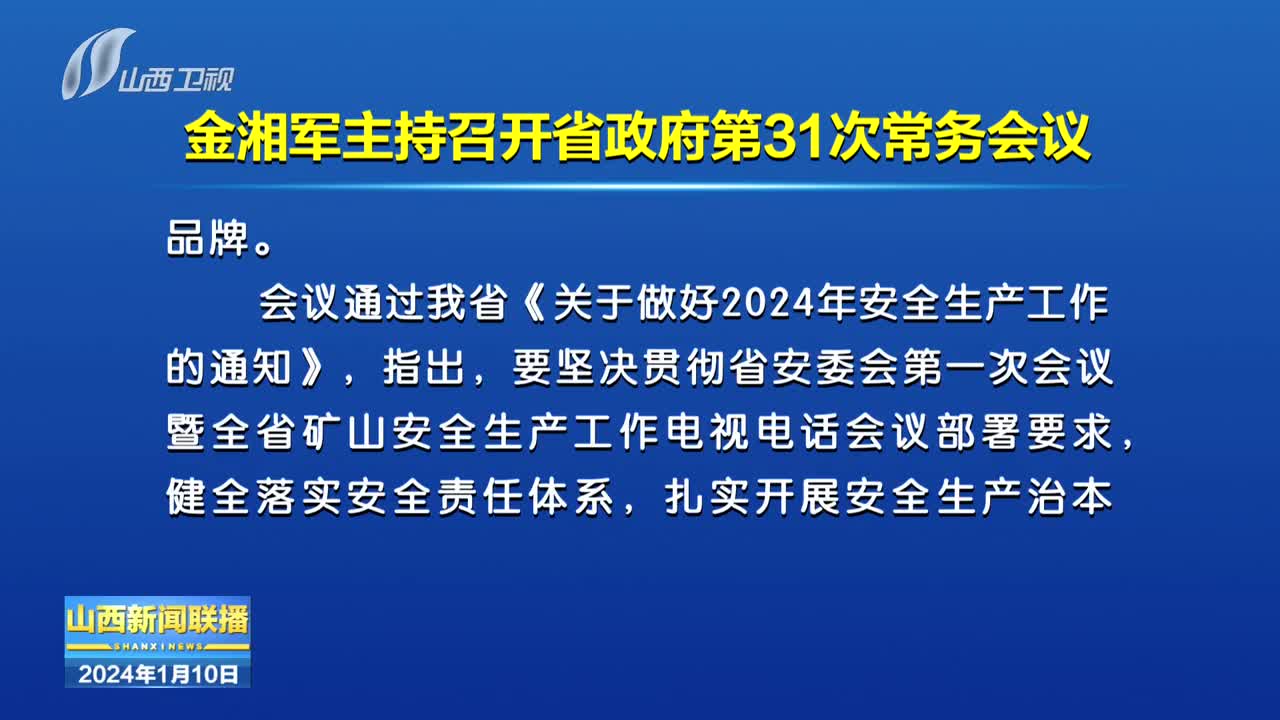 山西卫视
金湘军主持召开省政府第31次常务会议
品牌。
会议通过我省《关于做好2024年安全生产工作
的通知》，指出，要坚决贯彻省安委会第一次会议
暨全省矿山安全生产工作电视电话会议部署要求，
健全落实安全责任体系，扎实开展安全生产治本
山西新闻联播
SHANXI NEWS
2024年1月10日